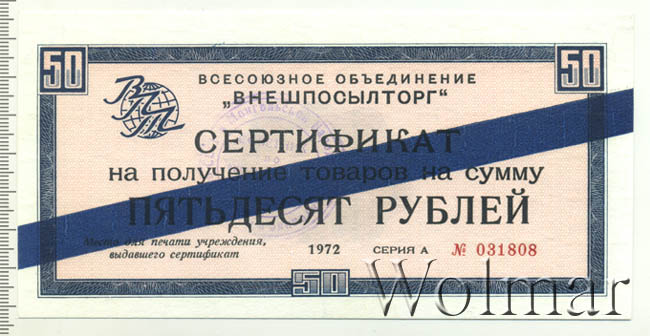 50
50
ВПТ
ВСЕСОЮЗНОЕ ОБЪЕДИНЕНИЕ
„ВНЕШПОСЫЛТОРГ“
СЕРТИФИКАТ
на получение товаров на сумму
ПЯТЬДЕСЯТ РУБЛЕЙ
Место для печати учреждения,
выдавшего сертификат
1972 СЕРИЯ А № 031808
50
Wolmar